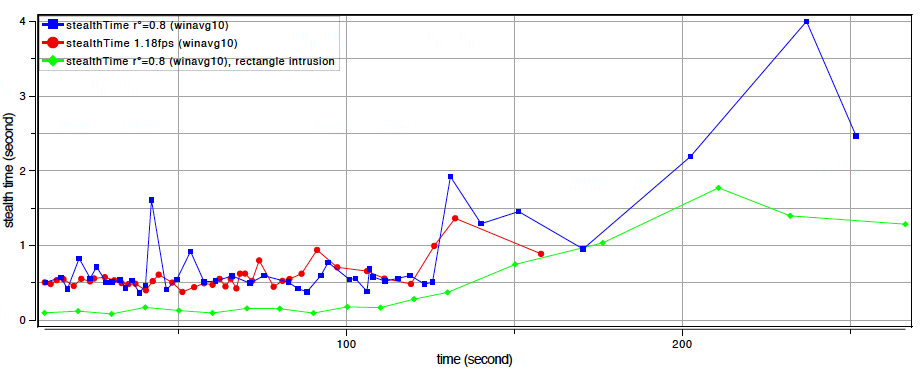 stealthTime r°=0.8 (winavg10)
stealthTime 1.18fps (winavg10)
stealthTime r°=0.8 (winavg10), rectangle intrusion
stealth time (second)
4
3
2
1
0
100
200
time (second)